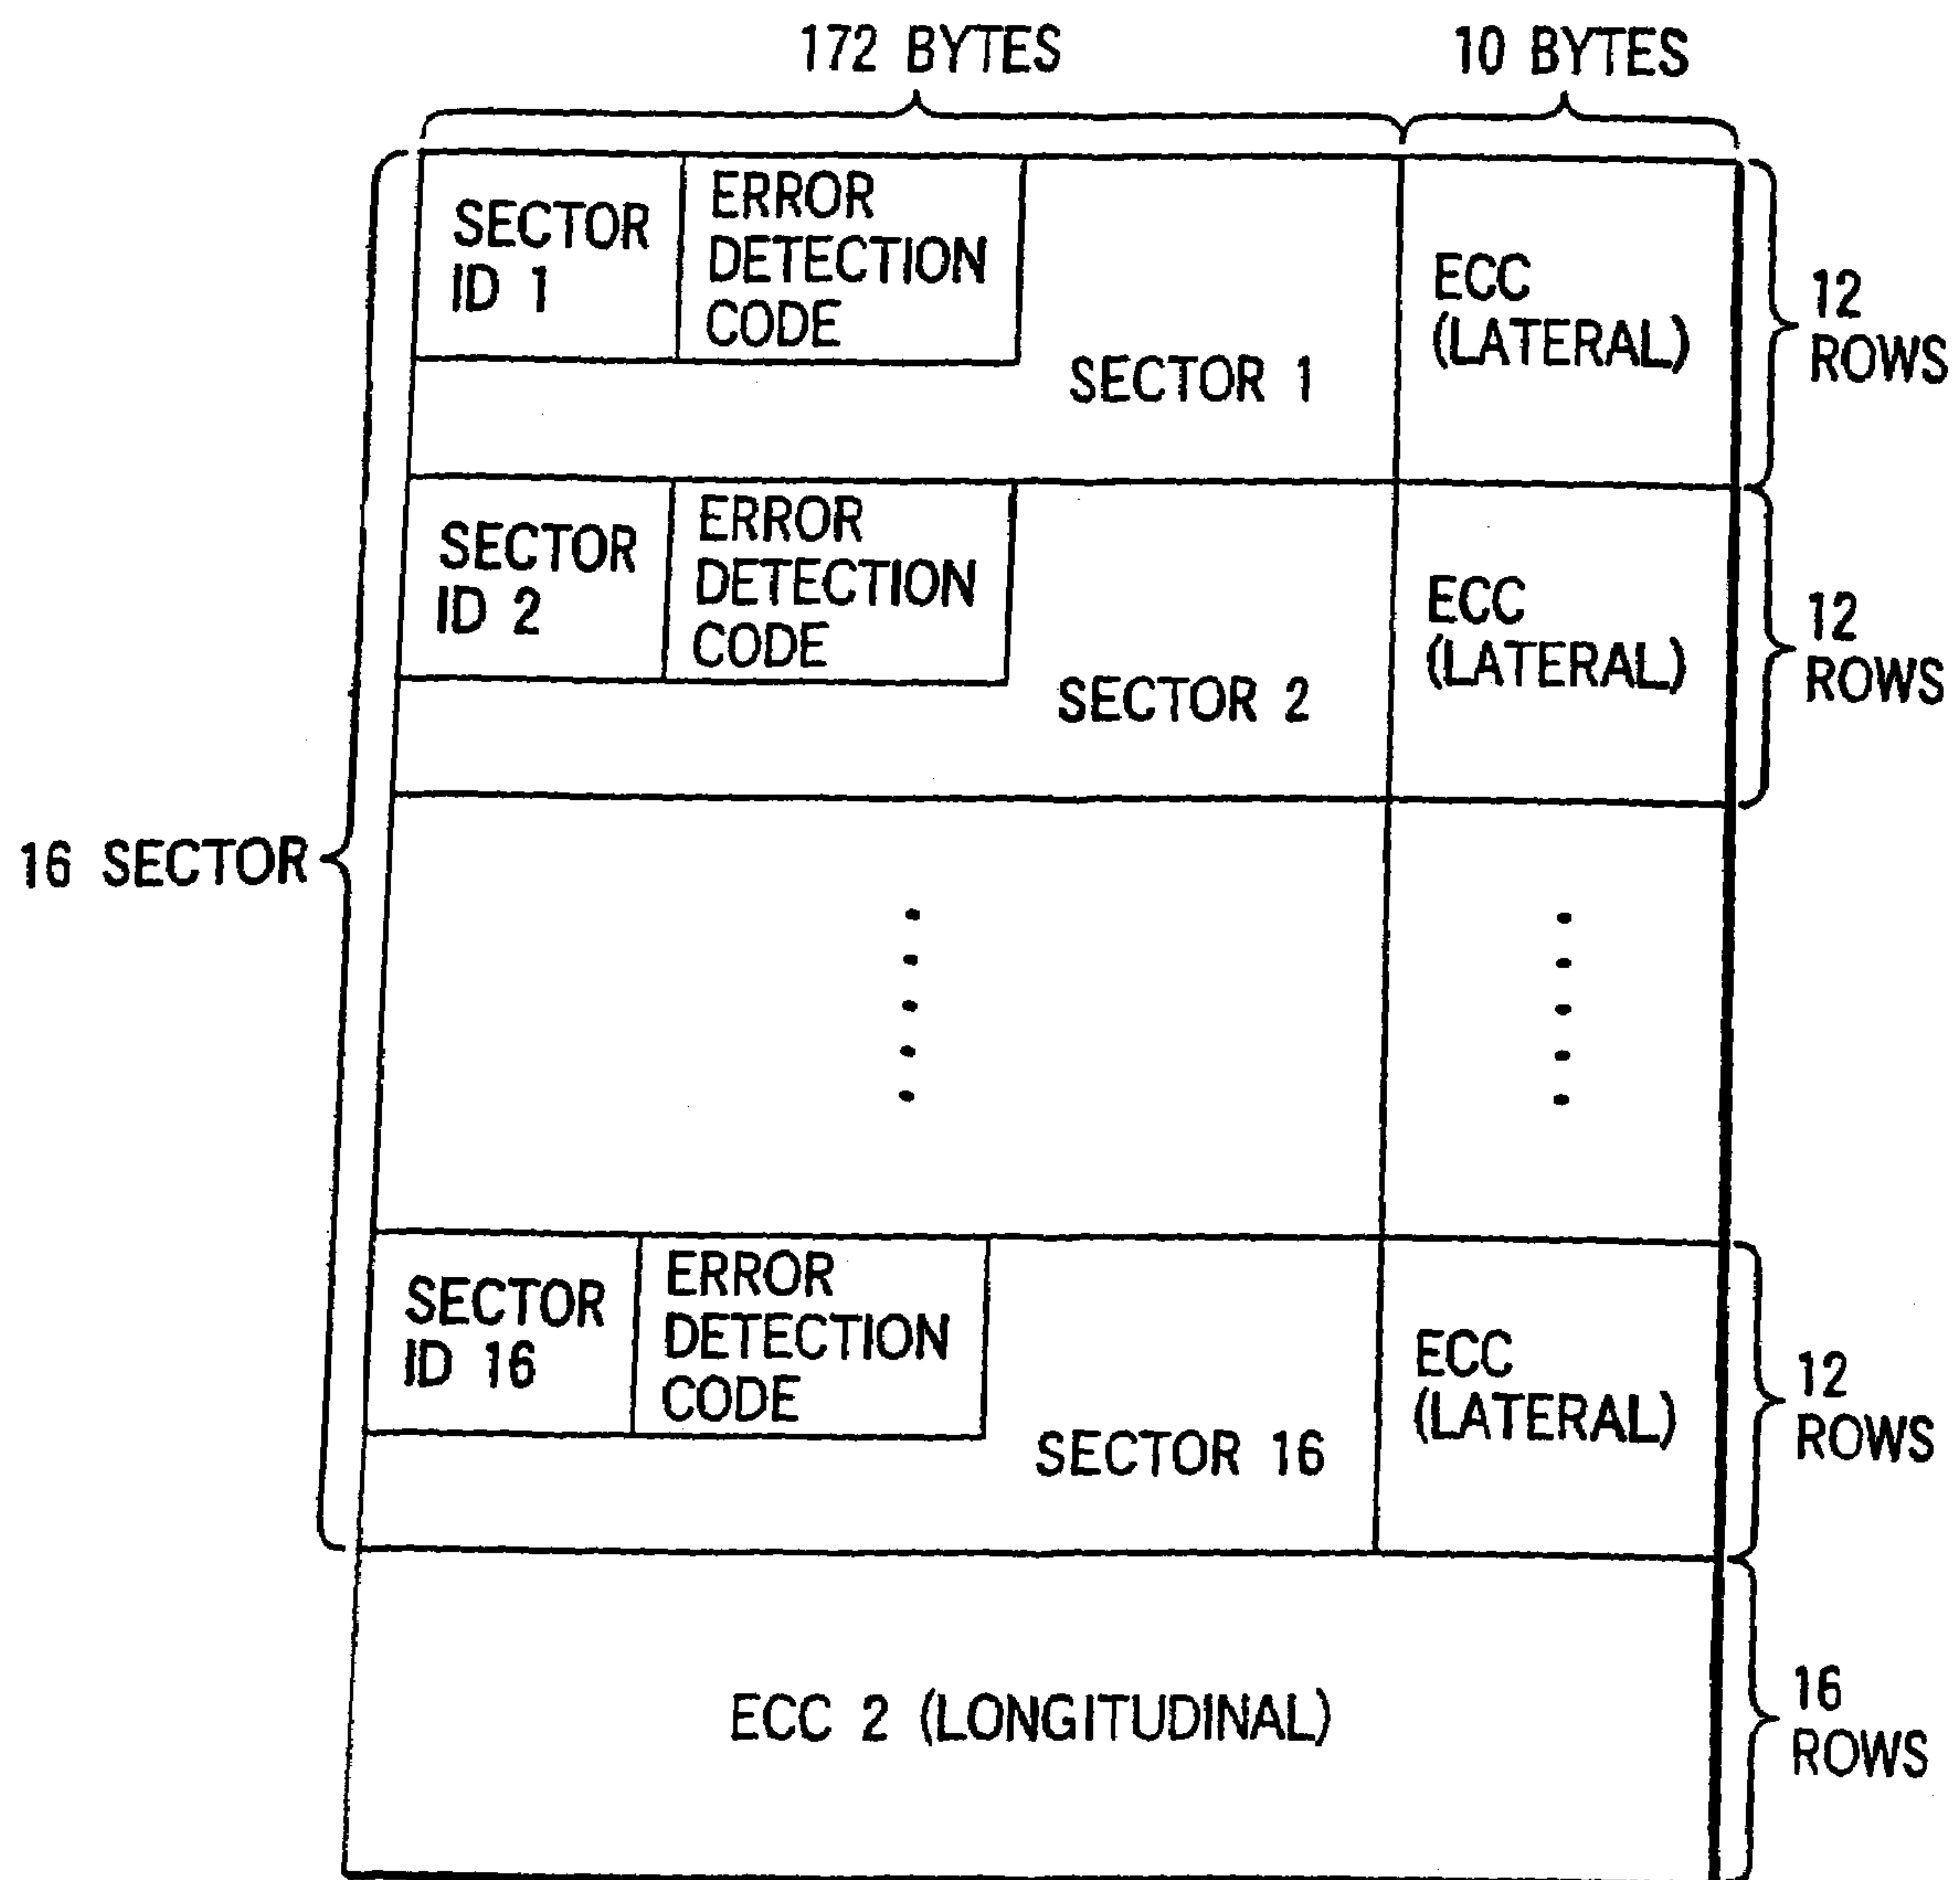 172 BYTES
10 BYTES
SECTOR
ID 1
ERROR
DETECTION
CODE
SECTOR 1
ECC
(LATERAL)
12
ROWS
SECTOR
ID 2
ERROR
DETECTION
CODE
SECTOR 2
ECC
(LATERAL)
12
ROWS
16 SECTOR
SECTOR
ID 16
ERROR
DETECTION
CODE
SECTOR 16
ECC
(LATERAL)
12
ROWS
ECC 2 (LONGITUDINAL)
16
ROWS